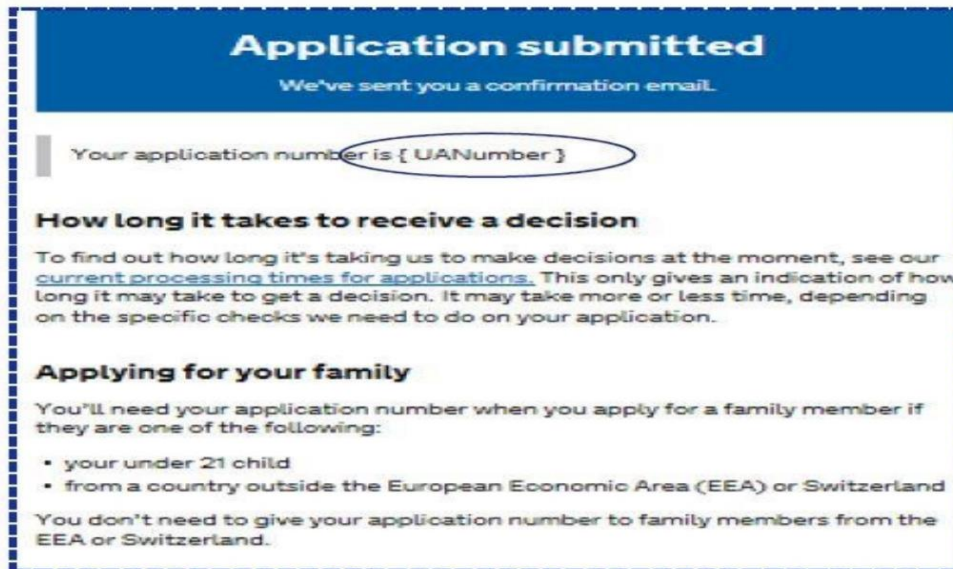 Application submitted
We've sent you a confirmation email.
Your application number is { UANumber }
How long it takes to receive a decision
To find out how long it's taking us to make decisions at the moment, see our
current processing times for applications. This only gives an indication of how
long it may take to get a decision. It may take more or less time, depending
on the specific checks we need to do on your application.
Applying for your family
You'll need your application number when you apply for a family member if
they are one of the following:
• your under 21 child
• from a country outside the European Economic Area (EEA) or Switzerland
You don't need to give your application number to family members from the
EEA or Switzerland.